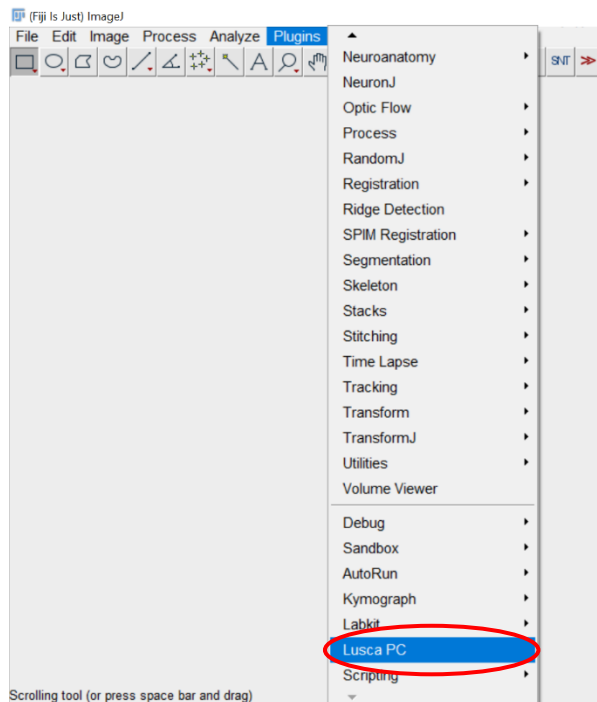 (Fiji Is Just) ImageJ
File Edit Image Process Analyze Plugins
A SNT
Neuroanatomy
NeuronJ
Optic Flow
Process
RandomJ
Registration
Ridge Detection
SPIM Registration
Segmentation
Skeleton
Stacks
Stitching
Time Lapse
Tracking
Transform
TransformJ
Utilities
Volume Viewer
Debug
Sandbox
AutoRun
Kymograph
Labkit
Lusca PC
Scripting
Scrolling tool (or press space bar and drag)